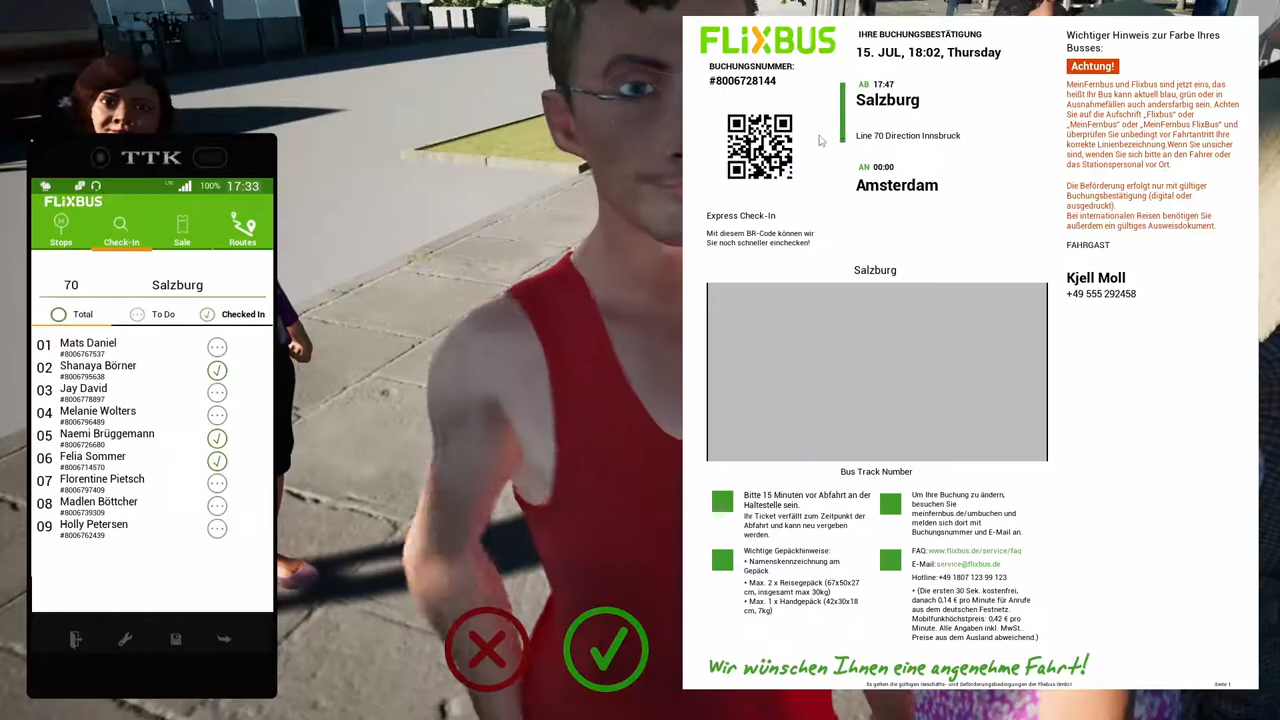 TTK
LTE 100% 17:33
FLiXBUS
Stops Check-In Sale Routes
70 Salzburg
Total To Do Checked In
01 Mats Daniel
#8006767537
02 Shanaya Börner
#8006795638
03 Jay David
#8006778897
04 Melanie Wolters
#8006796489
05 Naemi Brüggemann
#8006726680
06 Felia Sommer
#8006714570
07 Florentine Pietsch
#8006797409
08 Madlen Böttcher
#8006739309
09 Holly Petersen
#8006762439
FLiXBUS
BUCHUNGSNUMMER:
#8006728144
IHRE BUCHUNGSBESTÄTIGUNG
15. JUL, 18:02, Thursday
AB 17:47
Salzburg
Line 70 Direction Innsbruck
AN 00:00
Amsterdam
Express Check-In
Mit diesem BR-Code können wir
Sie noch schneller einchecken!
Salzburg
Bus Track Number
Bitte 15 Minuten vor Abfahrt an der
Haltestelle sein.
Ihr Ticket verfällt zum Zeitpunkt der
Abfahrt und kann neu vergeben
werden.
Wichtige Gepäckhinweise:
• Namenskennzeichnung am
Gepäck
• Max. 2 x Reisegepäck (67x50x27
cm, insgesamt max 30kg)
• Max. 1 x Handgepäck (42x30x18
cm, 7kg)
Um Ihre Buchung zu ändern,
besuchen Sie
meinfernbus.de/umbuchen und
melden sich dort mit
Buchungsnummer und E-Mail an.
FAQ: www.flixbus.de/service/faq
E-Mail: service@flixbus.de
Hotline: +49 1807 123 99 123
• (Die ersten 30 Sek. kostenfrei,
danach 0,14 € pro Minute für Anrufe
aus dem deutschen Festnetz.
Mobilfunkhöchstpreis: 0,42 € pro
Minute. Alle Angaben inkl. MwSt..
Preise aus dem Ausland abweichend.)
Wir wünschen Ihnen eine angenehme Fahrt!
Es gelten die gültigen Geschäfts- und Beförderungsbedingungen der Flixbus GmbH
Seite 1
Wichtiger Hinweis zur Farbe Ihres
Busses:
Achtung!
MeinFernbus und Flixbus sind jetzt eins, das
heißt Ihr Bus kann aktuell blau, grün oder in
Ausnahmefällen auch andersfarbig sein. Achten
Sie auf die Aufschrift „Flixbus" oder
„MeinFernbus" oder „MeinFernbus FlixBus" und
überprüfen Sie unbedingt vor Fahrtantritt Ihre
korrekte Linienbezeichnung.Wenn Sie unsicher
sind, wenden Sie sich bitte an den Fahrer oder
das Stationspersonal vor Ort.
Die Beförderung erfolgt nur mit gültiger
Buchungsbestätigung (digital oder
ausgedruckt).
Bei internationalen Reisen benötigen Sie
außerdem ein gültiges Ausweisdokument.
FAHRGAST
Kjell Moll
+49 555 292458